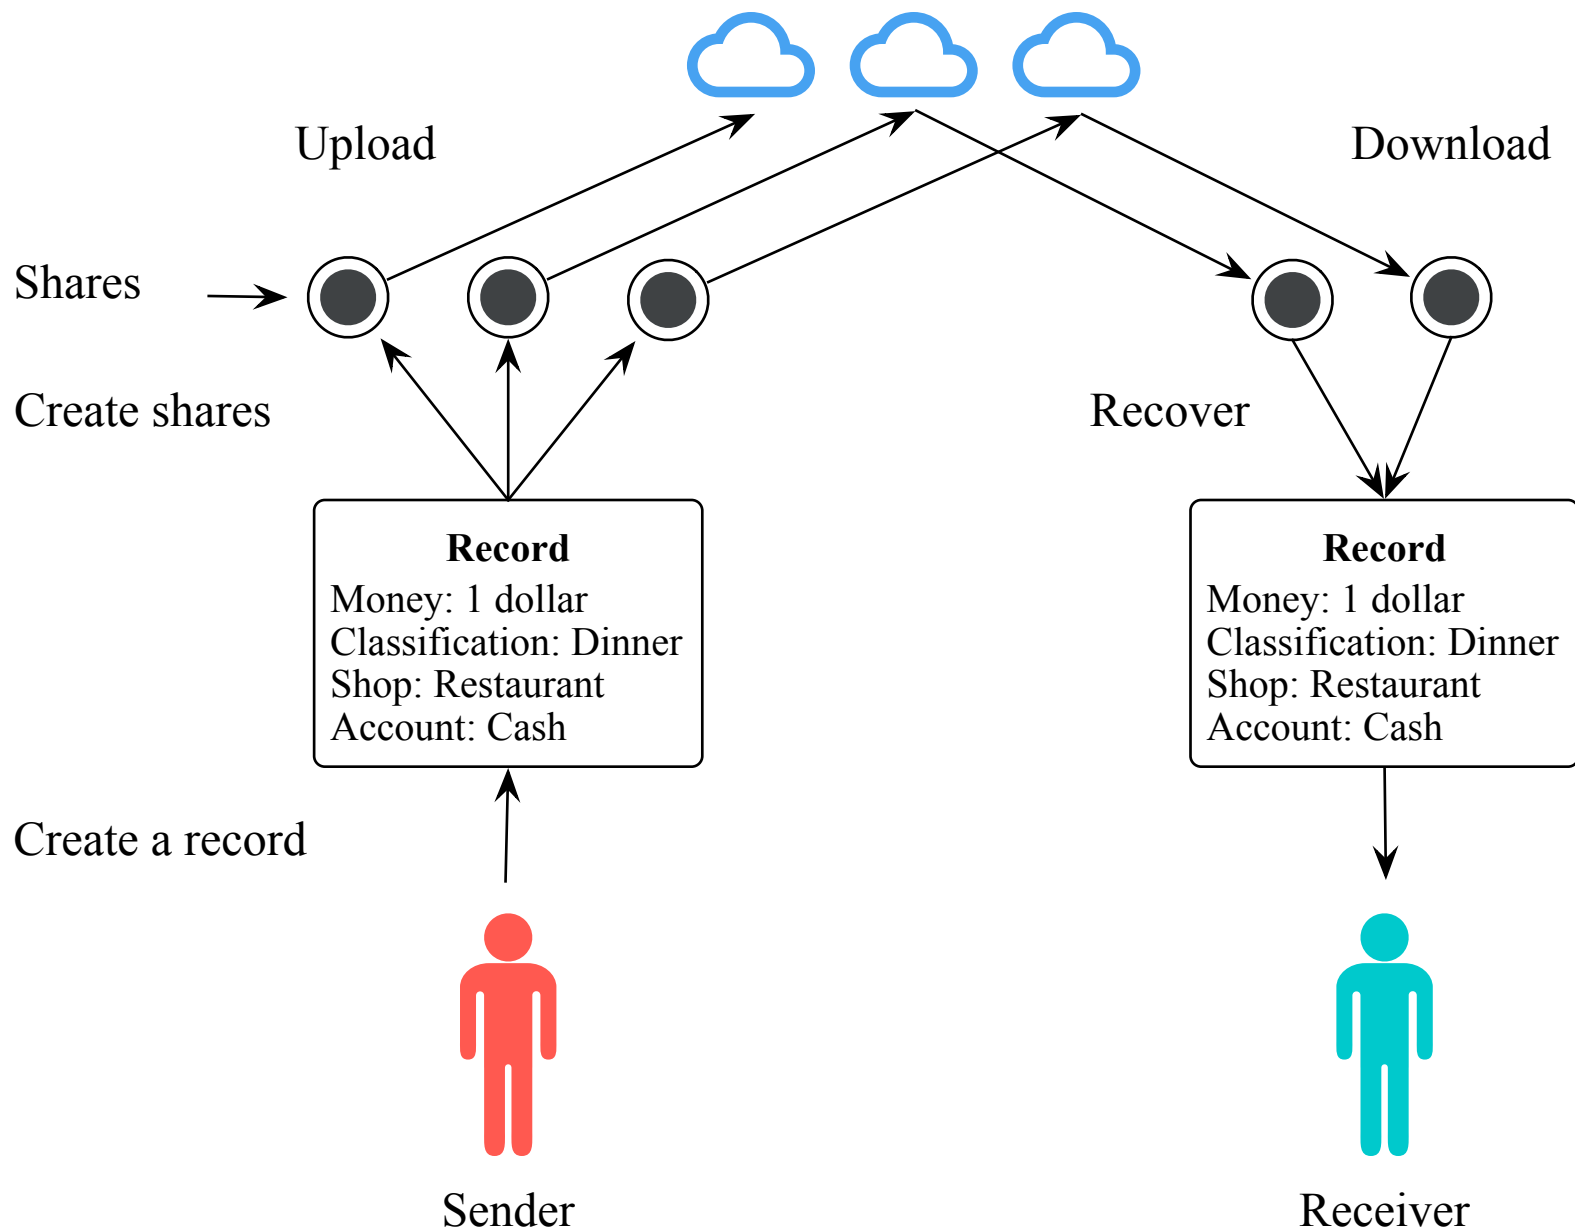 Upload
Download
Shares
Create shares
Recover
Record
Money: 1 dollar
Classification: Dinner
Shop: Restaurant
Account: Cash
Record
Money: 1 dollar
Classification: Dinner
Shop: Restaurant
Account: Cash
Create a record
Sender
Receiver